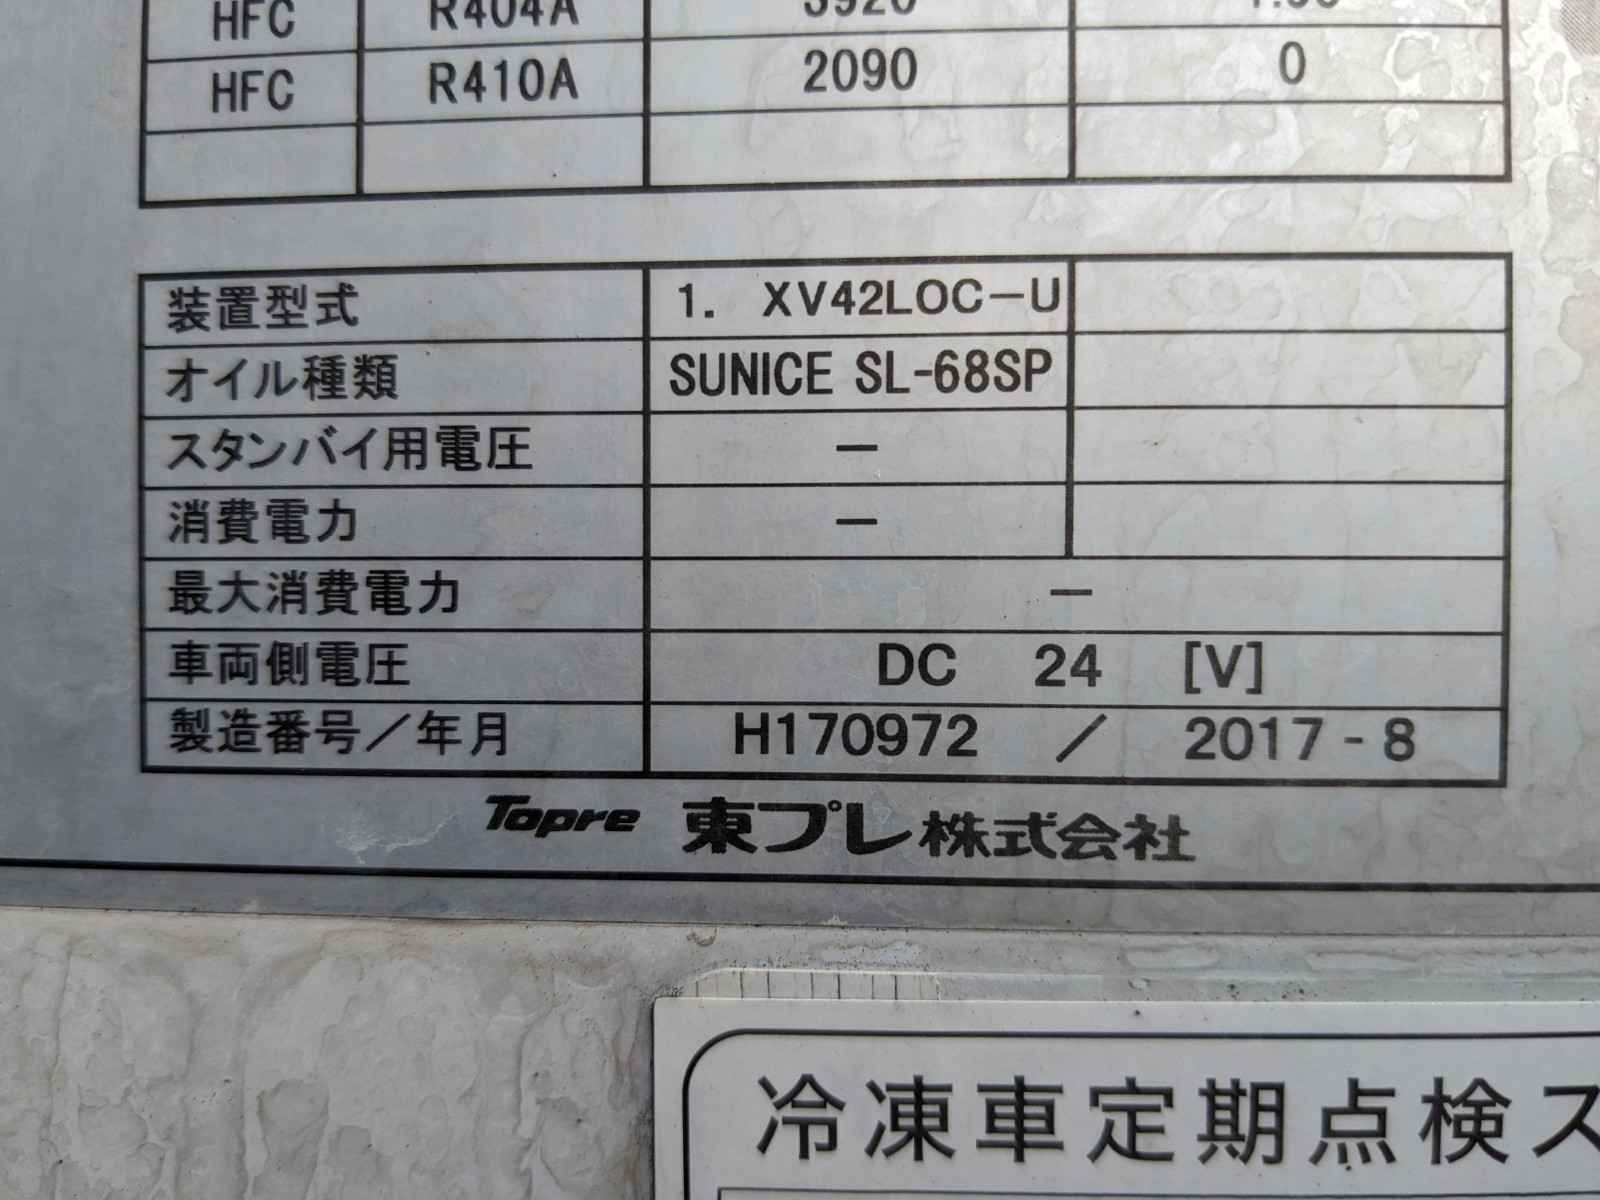 HFC R404A 3920
HFC R410A 2090 0
装置型式 1. XV42LOC－U
オイル種類 SUNICE SL-68SP
スタンバイ用電圧 －
消費電力 －
最大消費電力 －
車両側電圧 DC 24 [V]
製造番号／年月 H170972 ／ 2017-8
Topre 東プレ株式会社
冷凍車定期点検ス